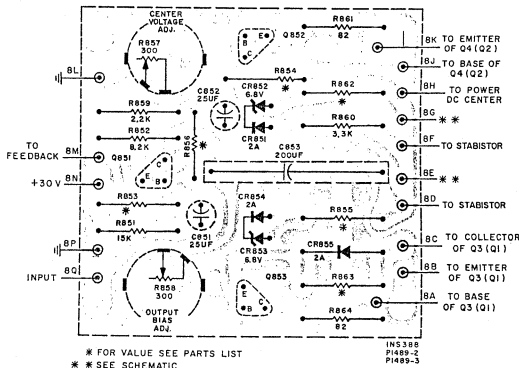 CENTER
VOLTAGE
ADJ.
R857
300
8L
R859
2.2K
R852
8.2K
TO
FEEDBACK
8M
Q851
+30V
8N
E
C
B
R853
*
R851
15K
8P
INPUT
8Q
R858
300
OUTPUT
BIAS
ADJ.
C852
25UF
R856
*
C851
25UF
B
E
C
Q852
R854
*
CR852
6.8V
CR851
2A
C853
200UF
CR854
2A
CR853
6.8V
Q853
E
C
B
R861
82
R862
*
R860
3.3K
R855
*
CR855
2A
R863
*
R864
82
8K TO EMITTER
OF Q4(Q2)
8J TO BASE OF
Q4(Q2)
8H TO POWER
DC CENTER
8G * *
8F TO STABISTOR
8E * *
8D TO STABISTOR
8C TO COLLECTOR
OF Q3(Q1)
8B TO EMITTER
OF Q3(Q1)
8A TO BASE
OF Q3(Q1)
INS388
P1489-2
P1489-3
* FOR VALUE SEE PARTS LIST
* * SEE SCHEMATIC